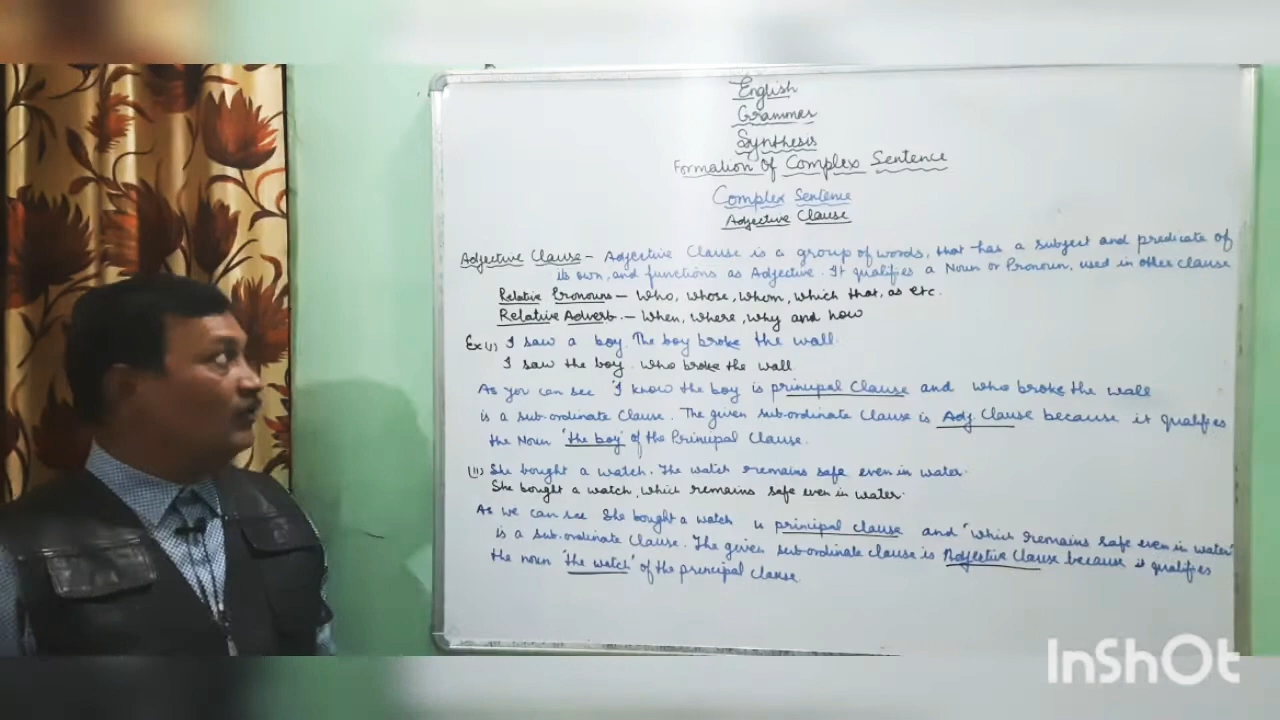 English
Grammer
Synthesis
Formation Of Complex Sentence
Complex Sentence
Adjective Clause
Adjective Clause - Adjective Clause is a group of words, that has a subject and predicate of
its own, and functions as Adjective. It qualifies a Noun or Pronoun, used in other clause
Relative Pronouns - Who, whose, whom, which that, as etc.
Relative Adverb. - When, where, why and how
Ex (i) I saw a boy. The boy broke the wall.
I saw the boy. who broke the wall.
As you can see 'I know the boy is principal Clause and who broke the wall
is a sub-ordinate Clause. The given sub-ordinate Clause is Adj Clause because it qualifies
the Noun 'the boy' of the Principal Clause.
(ii) She bought a watch. The watch remains safe even in water.
She bought a watch, which remains safe even in water.
As we can see She bought a watch is principal clause and 'which remains safe even in water'
is a sub-ordinate Clause. The given sub-ordinate clause is Adjective Clause because it qualifies
the noun 'the watch' of the principal clause
InShOt